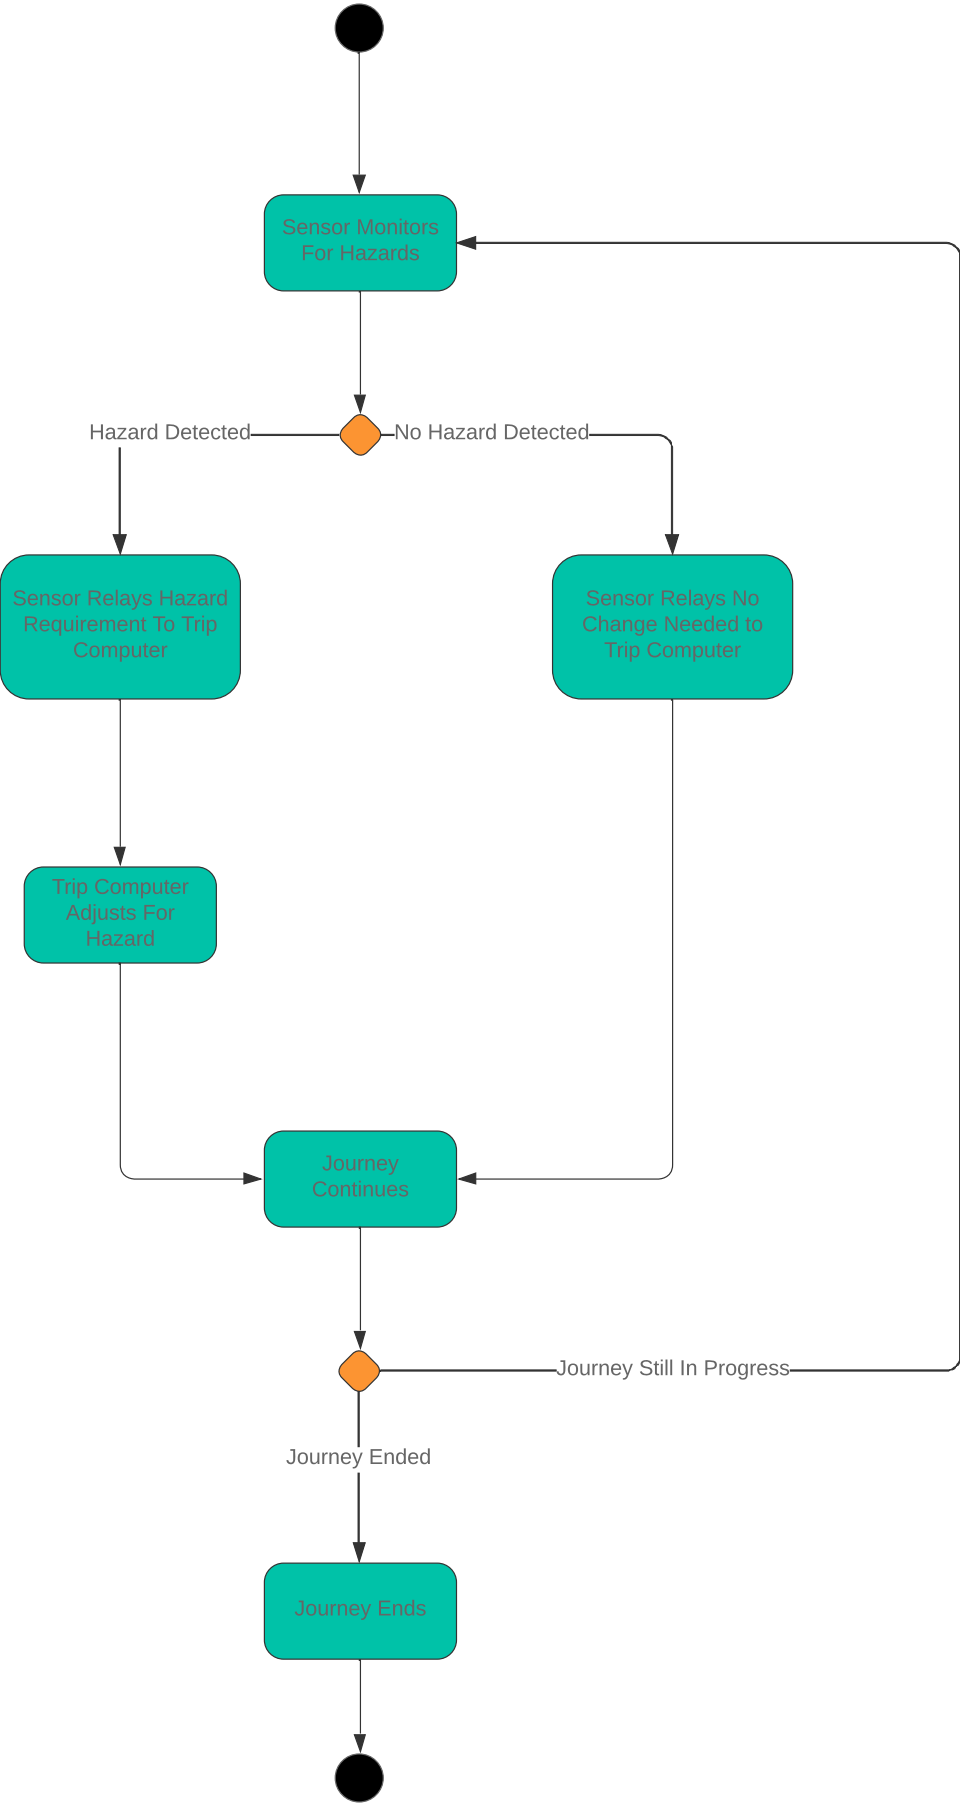 Sensor Monitors
For Hazards
Hazard Detected
No Hazard Detected
Sensor Relays Hazard
Requirement To Trip
Computer
Sensor Relays No
Change Needed to
Trip Computer
Trip Computer
Adjusts For
Hazard
Journey
Continues
Journey Still In Progress
Journey Ended
Journey Ends